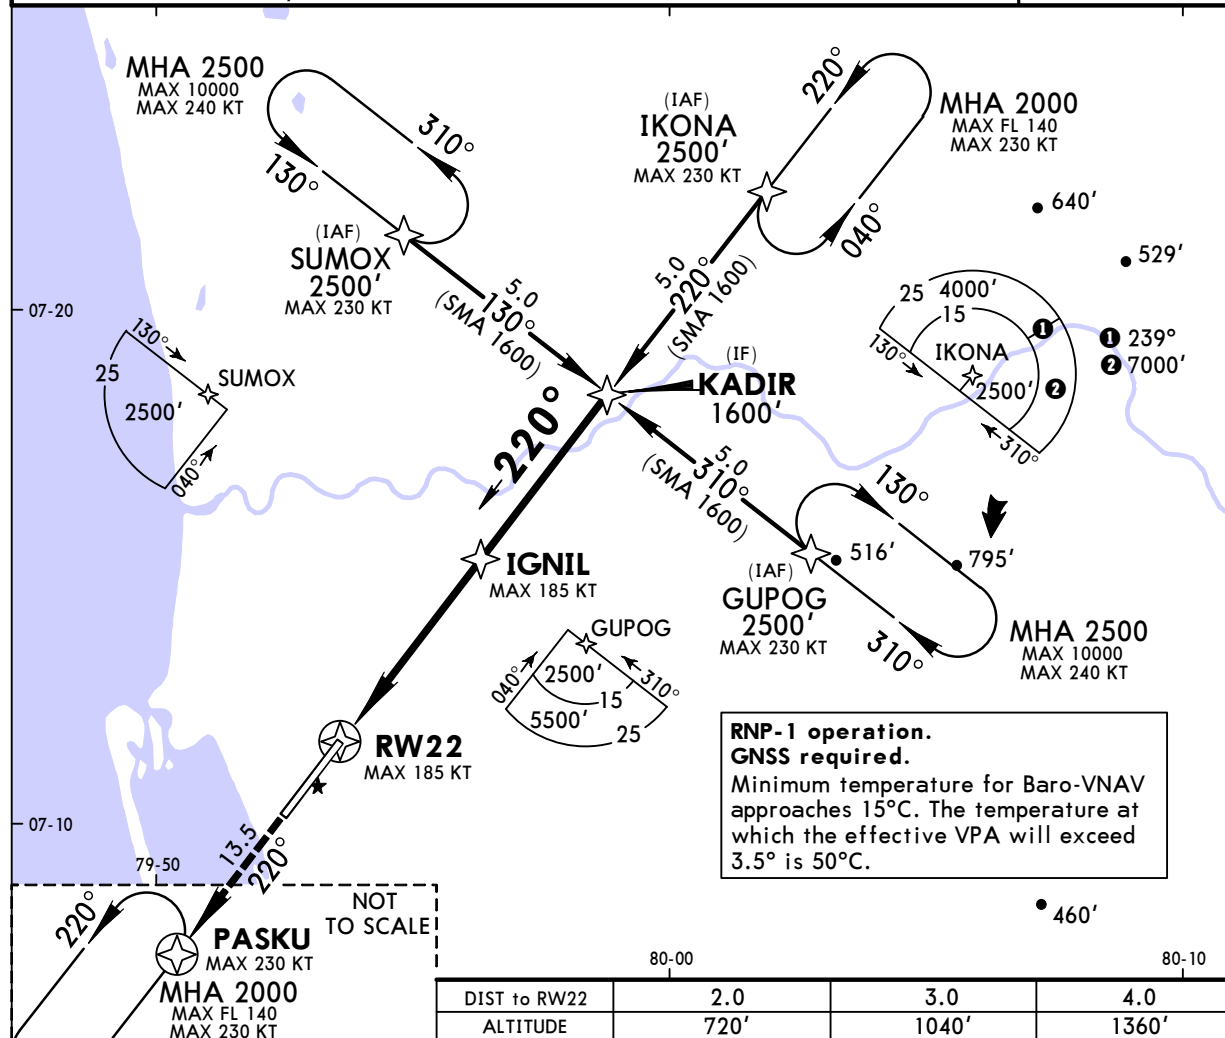 MHA 2500
MAX 10000
MAX 240 KT
310°
130°
(IAF)
SUMOX
2500'
MAX 230 KT
5.0
130°
(SMA 1600)
220°
(IAF)
IKONA
2500'
MAX 230 KT
MHA 2000
MAX FL 140
MAX 230 KT
040°
5.0
220°
(SMA 1600)
640'
529'
07-20
130°
SUMOX
25
2500'
040°
25 4000'
15
1
130°
IKONA
2500'
2
310°
1 239°
2 7000'
(IF)
KADIR
1600'
220°
5.0
310°
(SMA 1600)
130°
516'
795'
(IAF)
GUPOG
2500'
MAX 230 KT
310°
MHA 2500
MAX 10000
MAX 240 KT
IGNIL
MAX 185 KT
GUPOG
040°
2500'
310°
15
5500'
25
RW22
MAX 185 KT
RNP-1 operation.
GNSS required.
Minimum temperature for Baro-VNAV
approaches 15°C. The temperature at
which the effective VPA will exceed
3.5° is 50°C.
07-10
13.5
220°
79-50
NOT
TO SCALE
220°
PASKU
MAX 230 KT
MHA 2000
MAX FL 140
MAX 230 KT
460'
80-00
80-10
DIST to RW22 2.0 3.0 4.0
ALTITUDE 720' 1040' 1360'